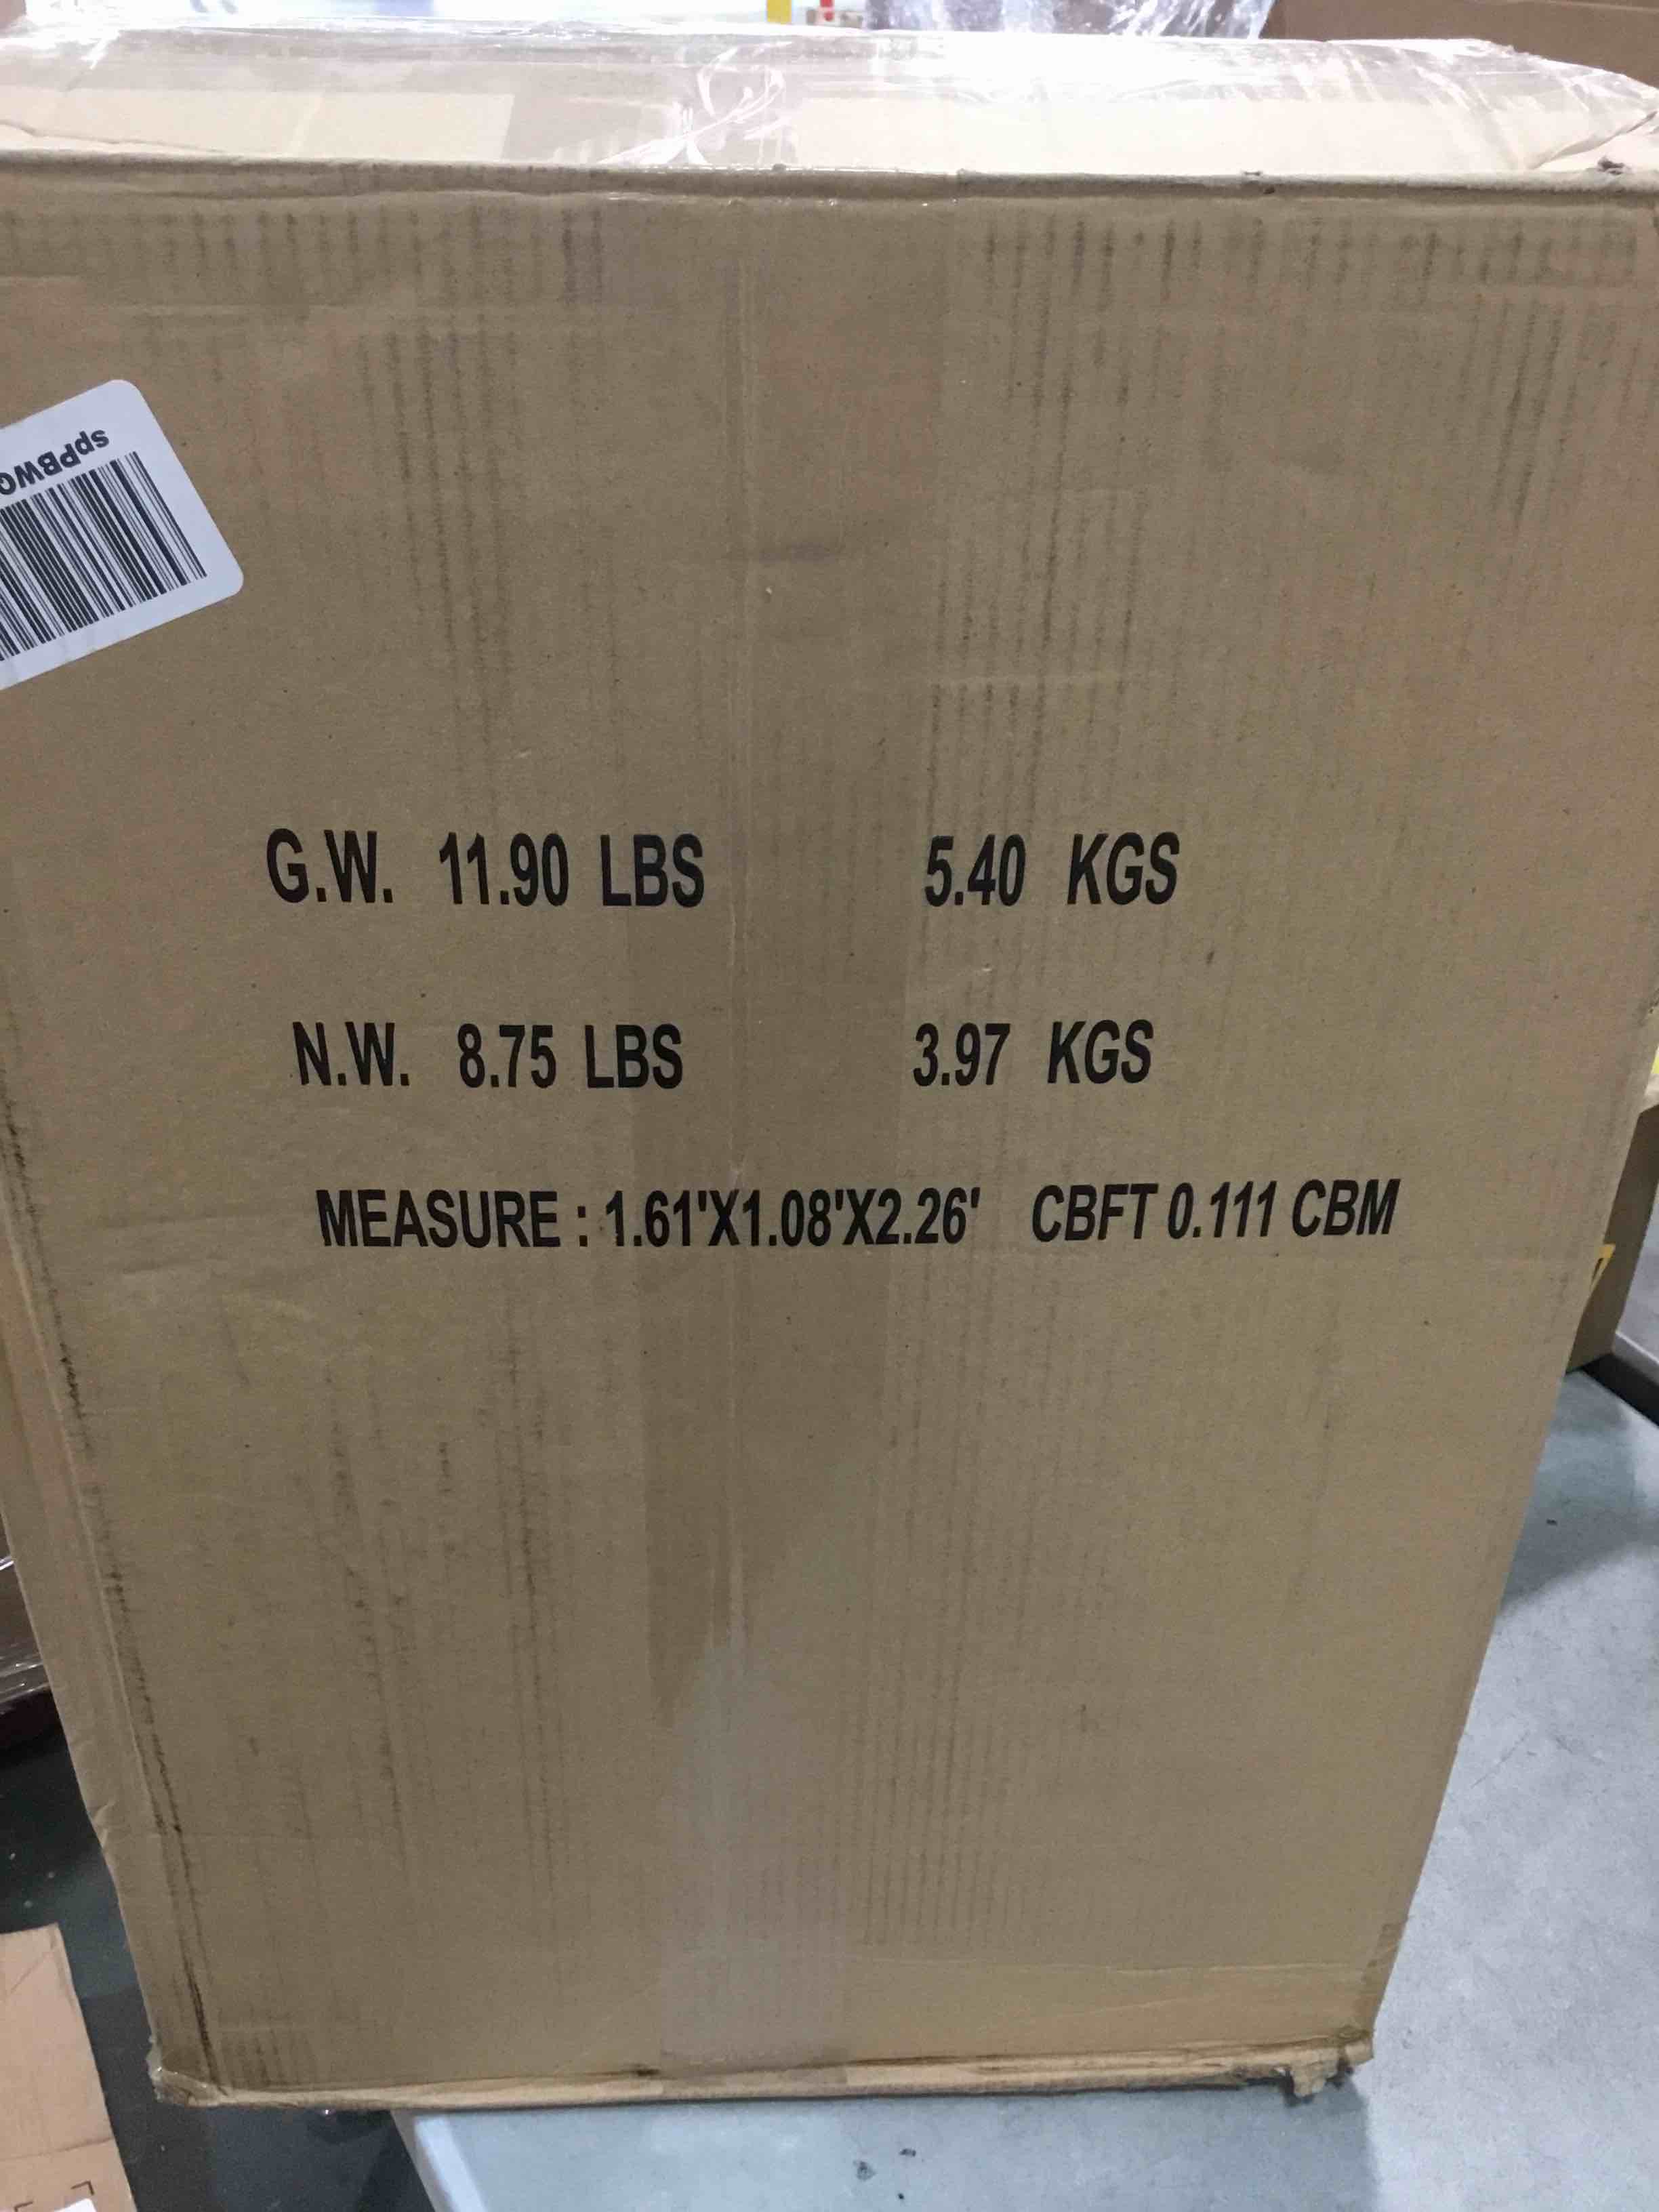 spPBW
G.W. 11.90 LBS 5.40 KGS
N.W. 8.75 LBS 3.97 KGS
MEASURE : 1.61'X1.08'X2.26' CBFT 0.111 CBM